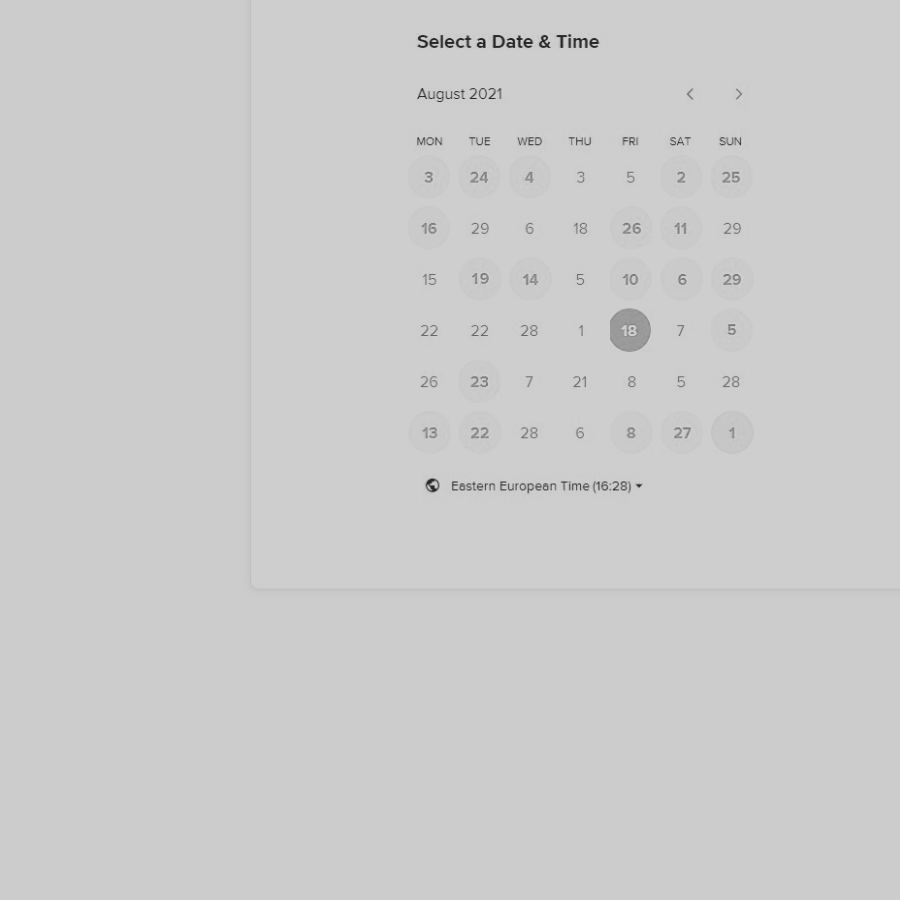 Select a Date & Time
August 2021
MON TUE WED THU FRI SAT SUN
3 24 4 3 5 2 25
16 29 6 18 26 11 29
15 19 14 5 10 6 29
22 22 28 1 18 7 5
26 23 7 21 8 5 28
13 22 28 6 8 27 1
Eastern European Time (16:28)